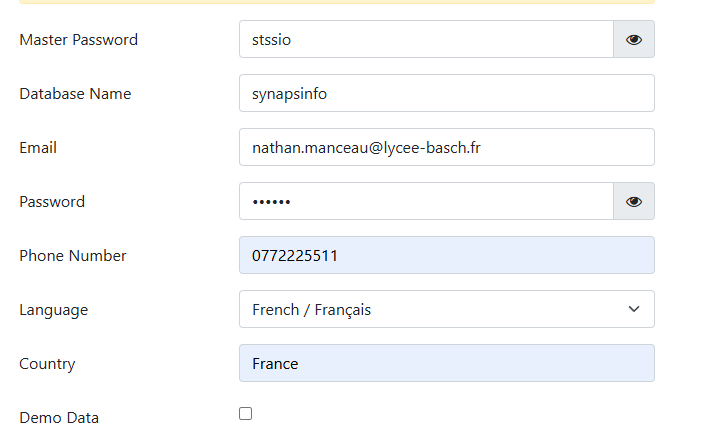 Master Password stssio
Database Name synapsinfo
Email nathan.manceau@lycee-basch.fr
Password ••••••
Phone Number 0772225511
Language French / Français
Country France
Demo Data